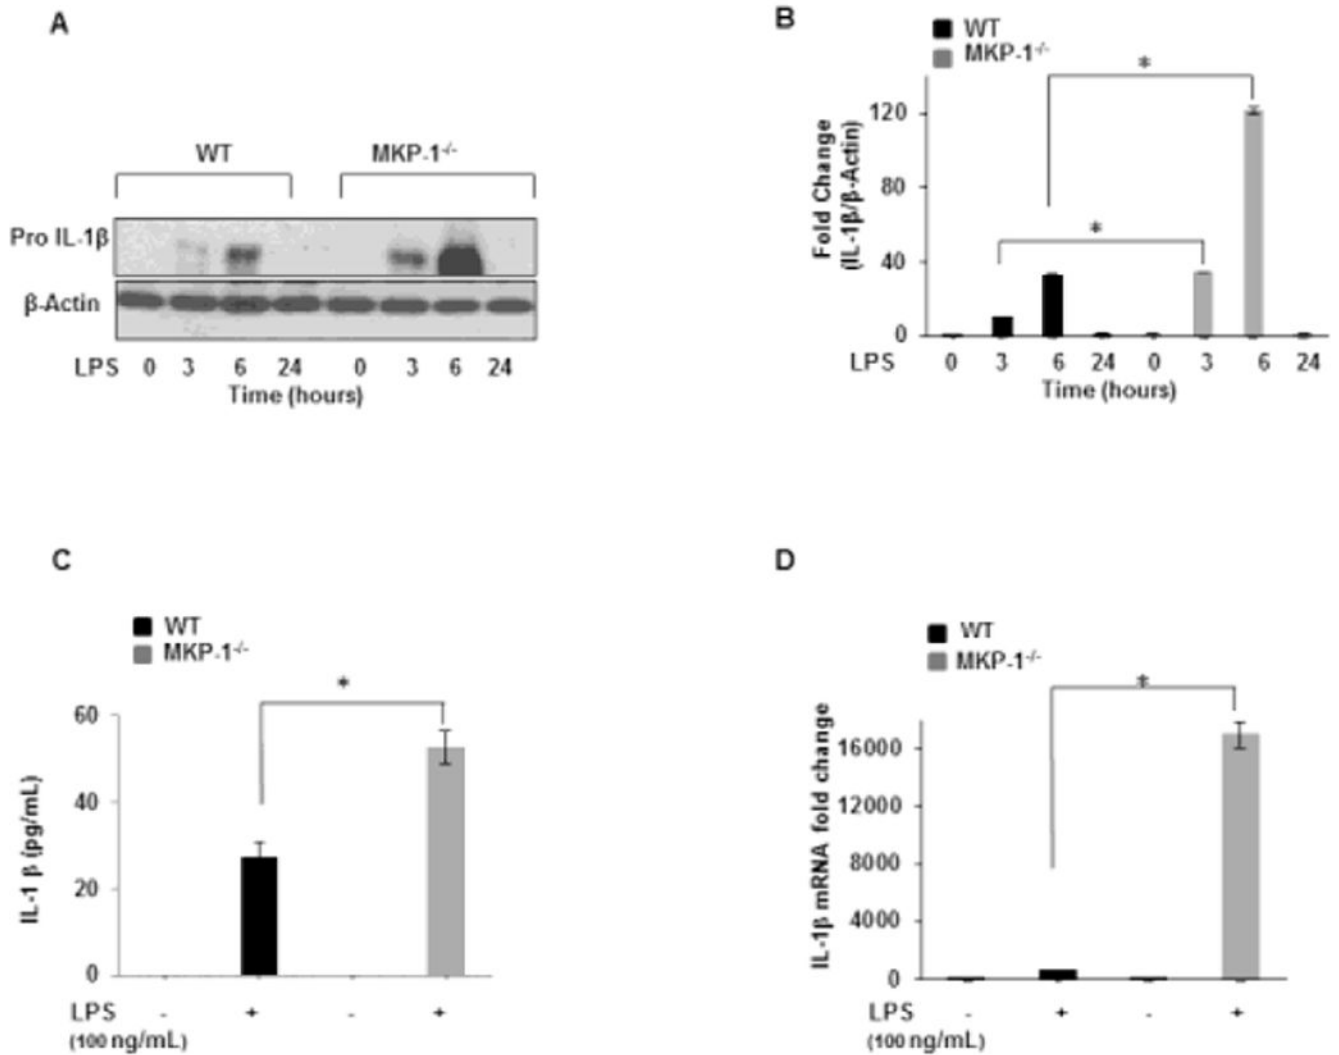 A
WT MKP-1-/-
Pro IL-1β
β-Actin
LPS 0 3 6 24 0 3 6 24
Time (hours)
B
WT
MKP-1-/-
*
*
Fold Change
(IL-1β/β-Actin)
120
80
40
0
LPS 0 3 6 24 0 3 6 24
Time (hours)
C
WT
MKP-1-/-
*
IL-1 β (pg/mL)
60
40
20
0
LPS - + - +
(100 ng/mL)
D
WT
MKP-1-/-
*
IL-1β mRNA fold change
16000
12000
8000
4000
0
LPS - + - +
(100 ng/mL)